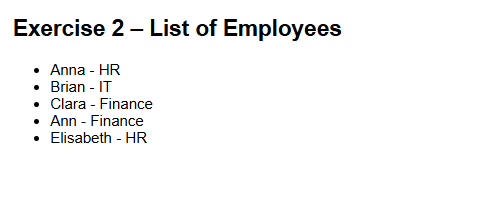 Exercise 2 – List of Employees
• Anna - HR
• Brian - IT
• Clara - Finance
• Ann - Finance
• Elisabeth - HR